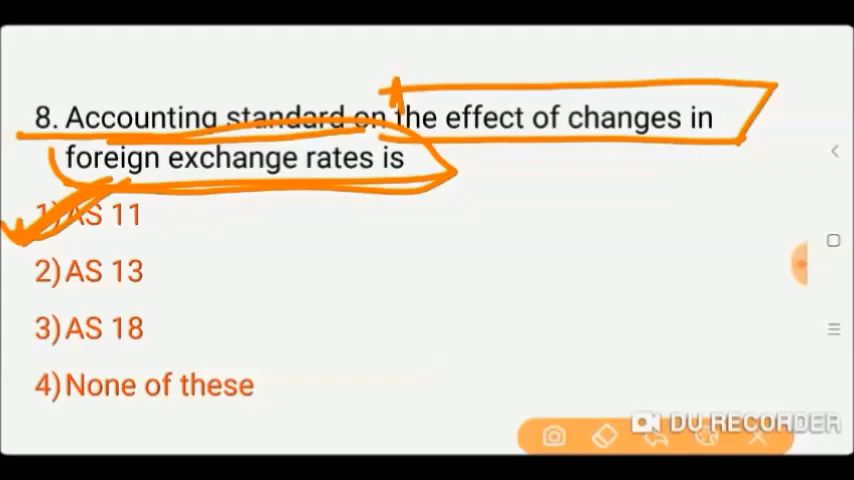 8. Accounting standard on the effect of changes in
foreign exchange rates is
1) AS 11
2) AS 13
3) AS 18
4) None of these
DU RECORDER